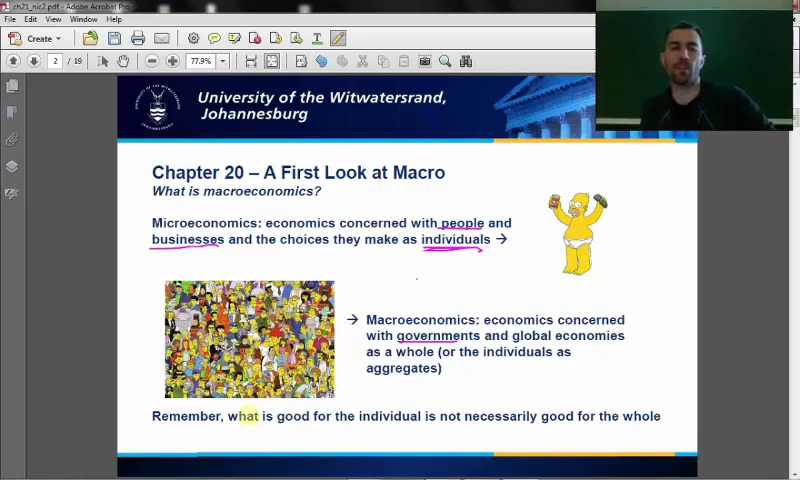 ch21_nic2.pdf - Adobe Acrobat Pro
File Edit View Window Help
Create
2 / 19
77.9%
University of the Witwatersrand,
Johannesburg
Chapter 20 – A First Look at Macro
What is macroeconomics?
Microeconomics: economics concerned with people and
businesses and the choices they make as individuals →
→ Macroeconomics: economics concerned
with governments and global economies
as a whole (or the individuals as
aggregates)
Remember, what is good for the individual is not necessarily good for the whole